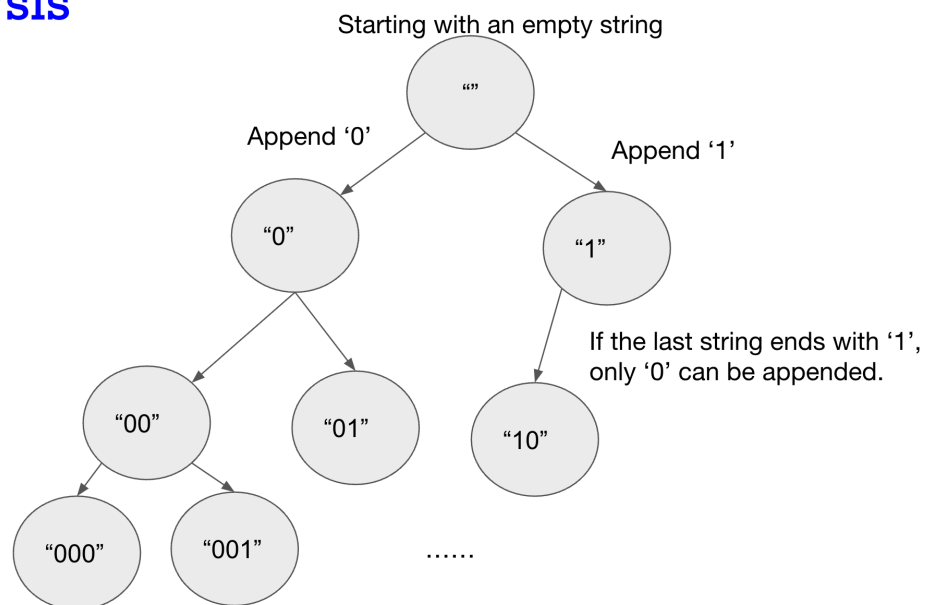 SIS
Starting with an empty string
“”
Append ‘0’
Append ‘1’
“0”
“1”
If the last string ends with ‘1’,
only ‘0’ can be appended.
“00”
“01”
“10”
“000”
“001”
......